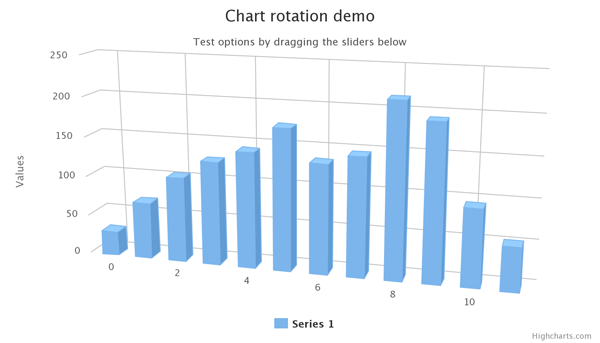 Chart rotation demo
Test options by dragging the sliders below
Values
250
200
150
100
50
0
0 2 4 6 8 10
Series 1
Highcharts.com